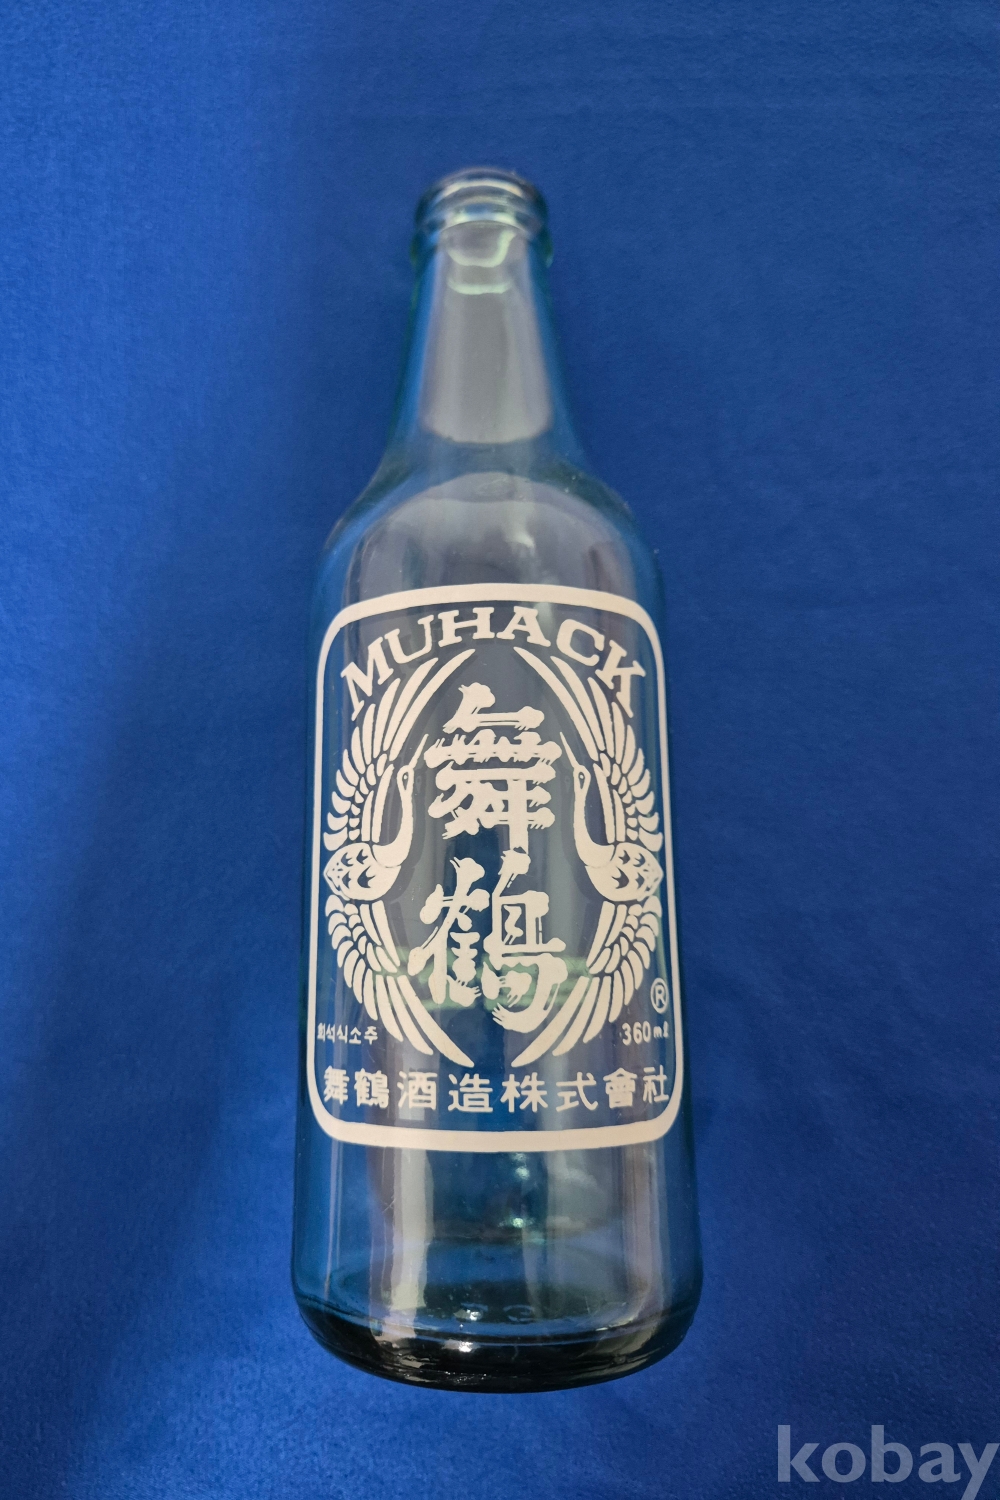 MUHACK
舞鶴
®
희석식소주 360㎖
舞鶴酒造株式會社
kobay